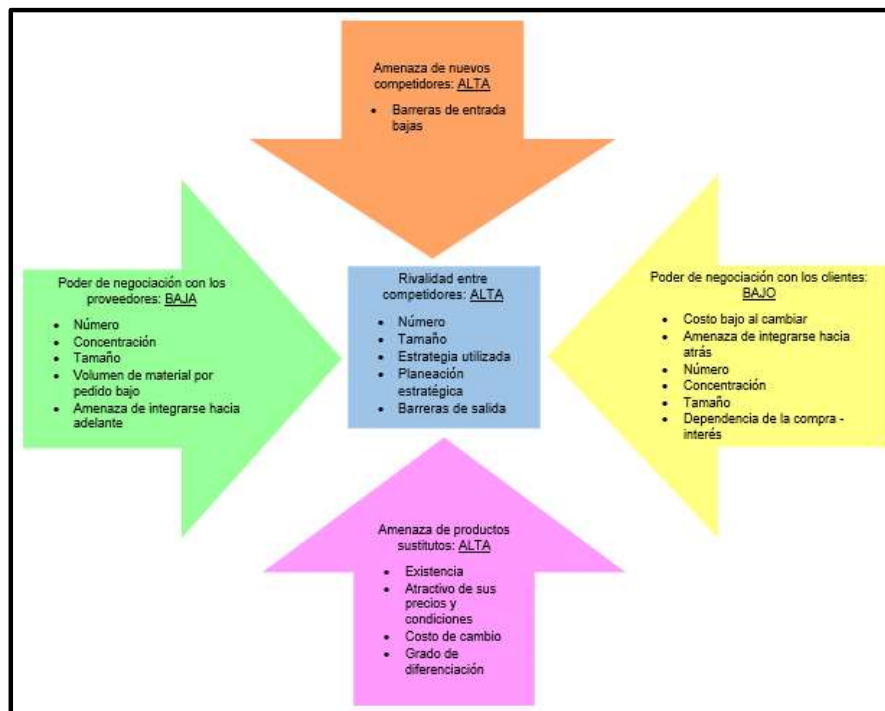 Amenaza de nuevos
competidores: ALTA
• Barreras de entrada
bajas
Poder de negociación con los
proveedores: BAJA
• Número
• Concentración
• Tamaño
• Volumen de material por
pedido bajo
• Amenaza de integrarse hacia
adelante
Rivalidad entre
competidores: ALTA
• Número
• Tamaño
• Estrategia utilizada
• Planeación
estratégica
• Barreras de salida
Poder de negociación con los clientes:
BAJO
• Costo bajo al cambiar
• Amenaza de integrarse hacia
atrás
• Número
• Concentración
• Tamaño
• Dependencia de la compra -
interés
Amenaza de productos
sustitutos: ALTA
• Existencia
• Atractivo de sus
precios y
condiciones
• Costo de cambio
• Grado de
diferenciación